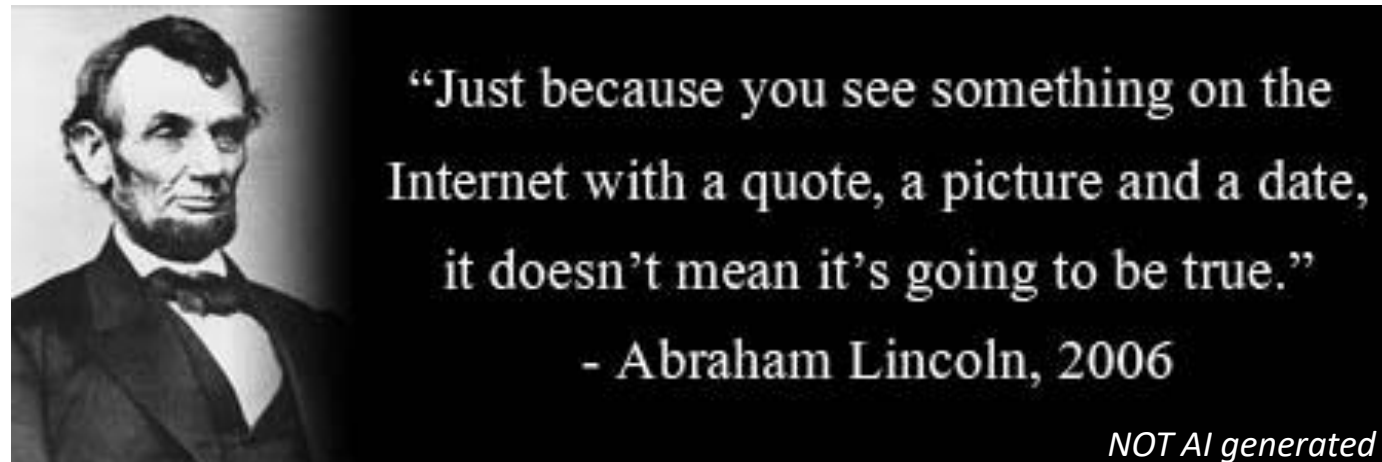 “Just because you see something on the
Internet with a quote, a picture and a date,
it doesn’t mean it’s going to be true.”
- Abraham Lincoln, 2006
NOT AI generated